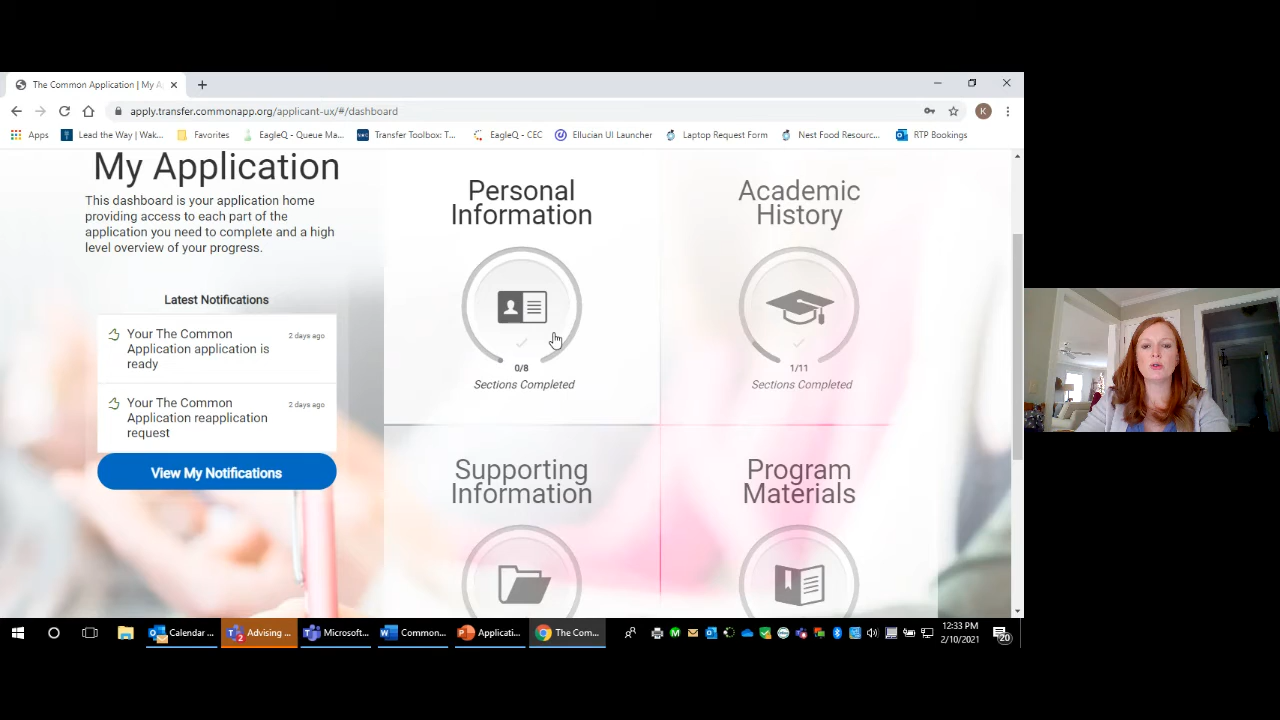 The Common Application | My A
apply.transfer.commonapp.org/applicant-ux/#/dashboard
K
Apps
Lead the Way | Wak...
Favorites
EagleQ - Queue Ma...
Transfer Toolbox: T...
EagleQ - CEC
Ellucian UI Launcher
Laptop Request Form
Nest Food Resourc...
RTP Bookings
My Application
This dashboard is your application home
providing access to each part of the
application you need to complete and a high
level overview of your progress.
Latest Notifications
Your The Common
Application application is
ready
2 days ago
Your The Common
Application reapplication
request
2 days ago
View My Notifications
Personal
Information
0/8
Sections Completed
Academic
History
1/11
Sections Completed
Supporting
Information
Program
Materials
Calendar ...
Advising ...
Microsoft...
Common...
Applicati...
The Com...
12:33 PM
2/10/2021
20